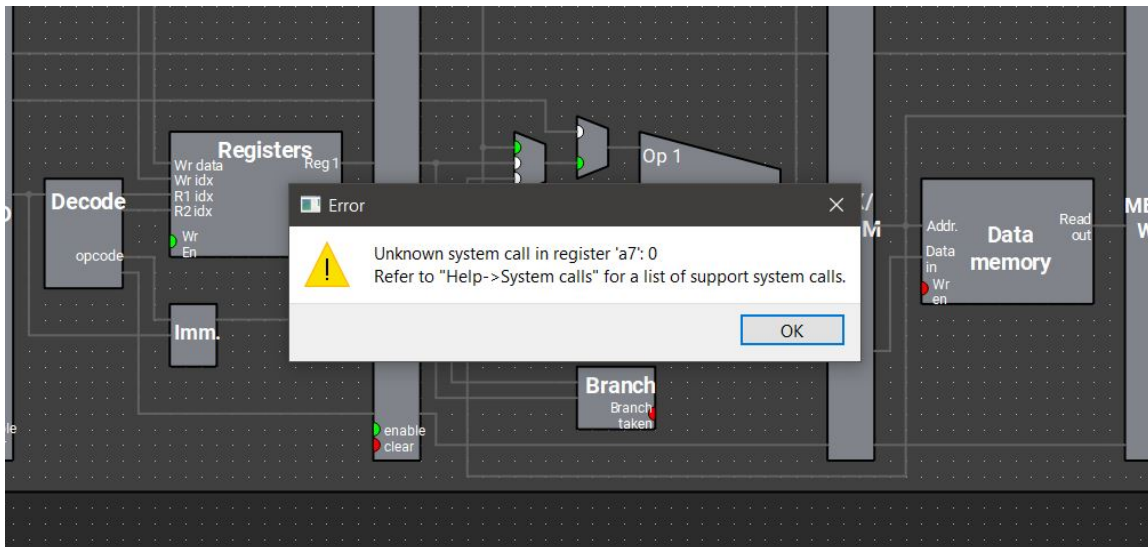 Registers
Wr data
Reg 1
Wr idx
R1 idx
R2 idx
Wr
En
Decode
opcode
Imm.
Op 1
Error
Unknown system call in register 'a7': 0
Refer to "Help->System calls" for a list of support system calls.
OK
Branch
Branch
taken
enable
clear
Addr.
Data
in
Wr
en
Data
memory
Read
out